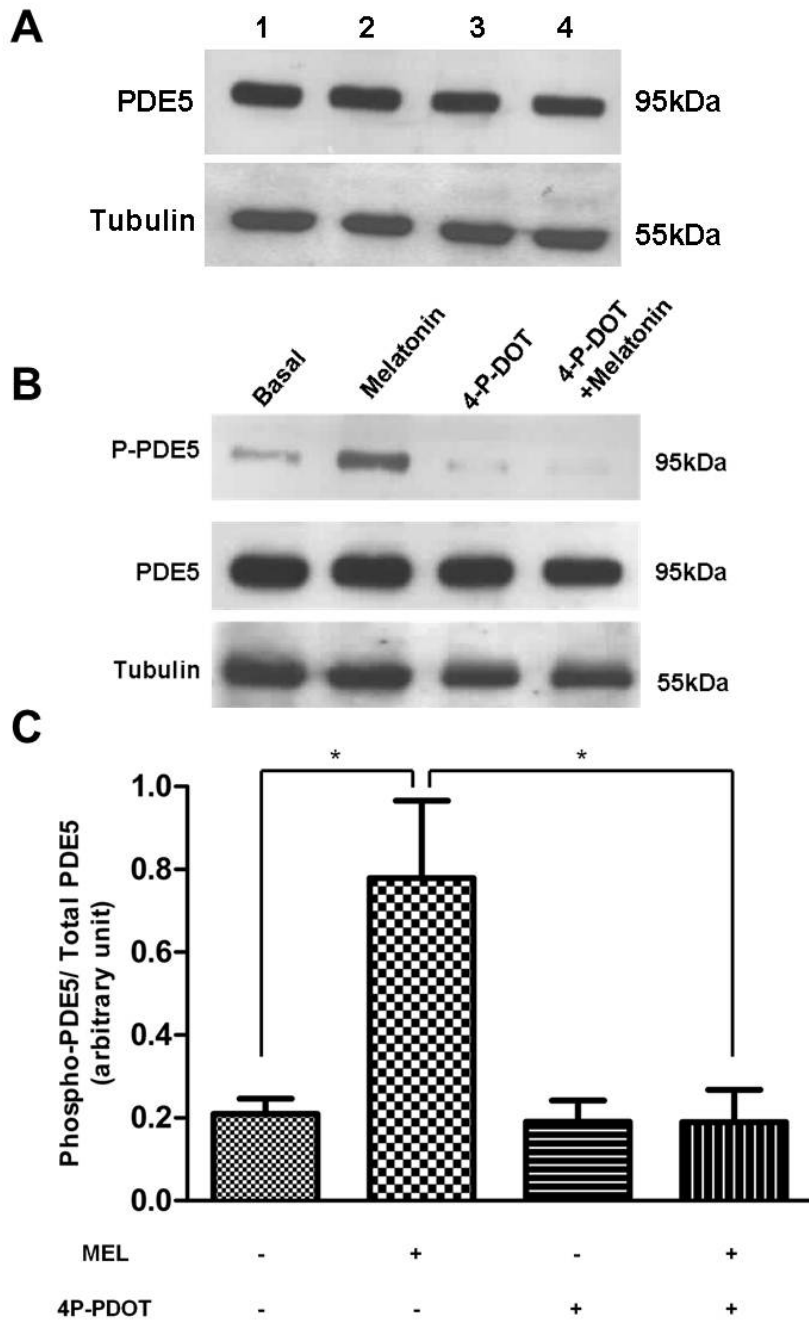 A
1 2 3 4
PDE5 95kDa
Tubulin 55kDa
B
Basal Melatonin 4-P-DOT 4-P-DOT
+Melatonin
P-PDE5 95kDa
PDE5 95kDa
Tubulin 55kDa
C
* *
Phospho-PDE5/ Total PDE5
(arbitrary unit)
1.0
0.8
0.6
0.4
0.2
0.0
MEL - + - +
4P-PDOT - - + +